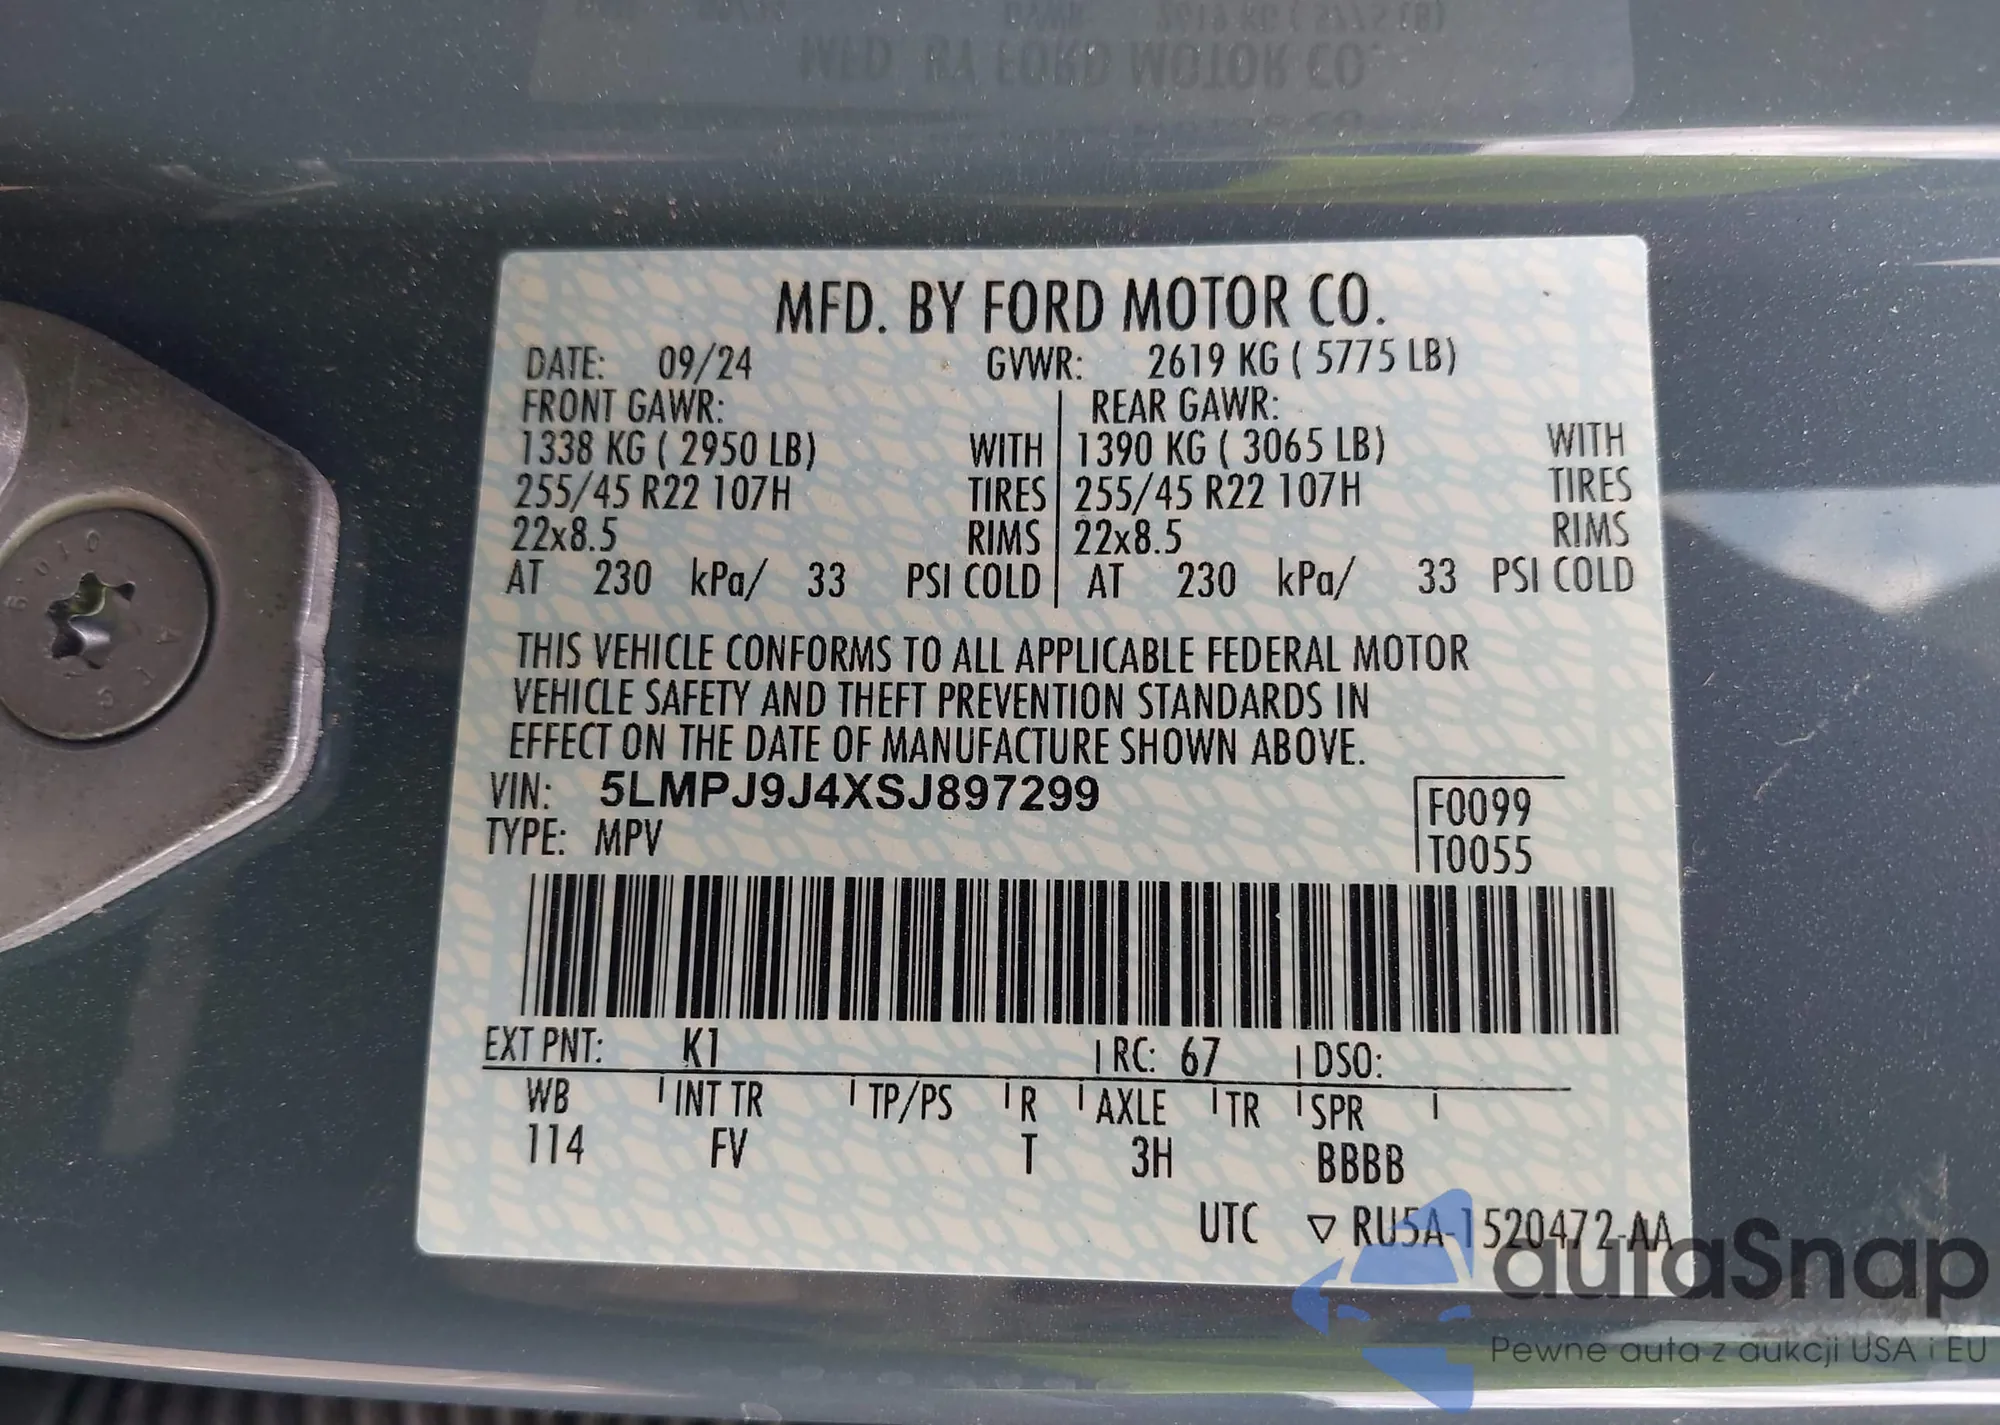 MFD. BY FORD MOTOR CO.
DATE: 09/24 GVWR: 2619 KG ( 5775 LB)
FRONT GAWR: REAR GAWR:
1338 KG ( 2950 LB) WITH 1390 KG ( 3065 LB) WITH
255/45 R22 107H TIRES 255/45 R22 107H TIRES
22x8.5 RIMS 22x8.5 RIMS
AT 230 kPa/ 33 PSI COLD AT 230 kPa/ 33 PSI COLD
THIS VEHICLE CONFORMS TO ALL APPLICABLE FEDERAL MOTOR
VEHICLE SAFETY AND THEFT PREVENTION STANDARDS IN
EFFECT ON THE DATE OF MANUFACTURE SHOWN ABOVE.
VIN: 5LMPJ9J4XSJ897299 F0099
TYPE: MPV T0055
EXT PNT: K1 RC: 67 DSO:
WB INT TR TP/PS R AXLE TR SPR
114 FV T 3H BBBB
UTC ▽ RU5A-1520472-AA
autaSnap
Pewne auta z aukcji USA i EU